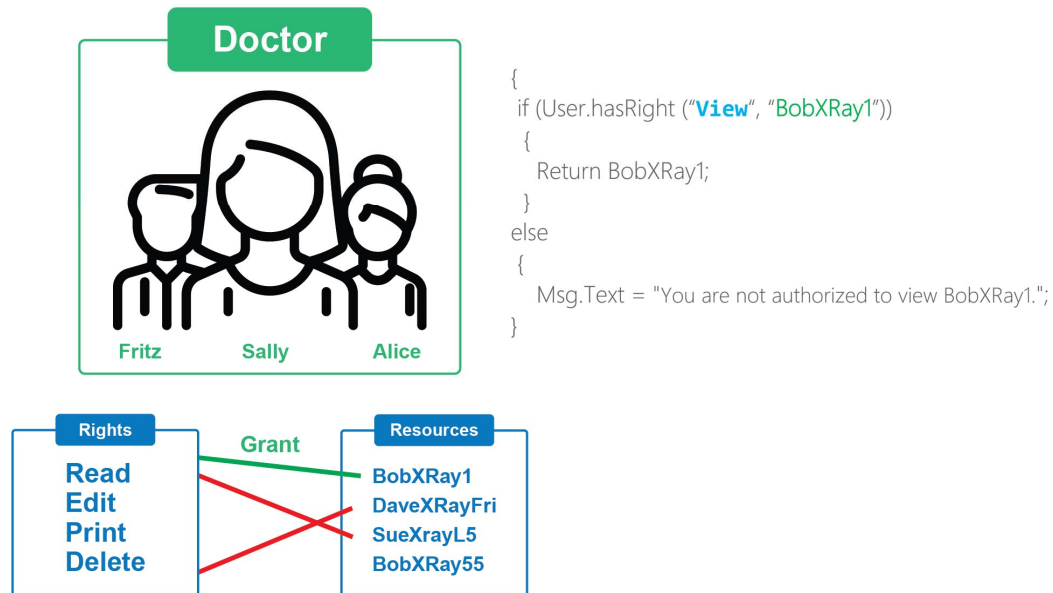 Doctor
Fritz
Sally
Alice
{
if (User.hasRight (“View“, “BobXRay1”))
{
Return BobXRay1;
}
else
{
Msg.Text = "You are not authorized to view BobXRay1.";
}
Rights
Read
Edit
Print
Delete
Grant
Resources
BobXRay1
DaveXRayFri
SueXrayL5
BobXRay55